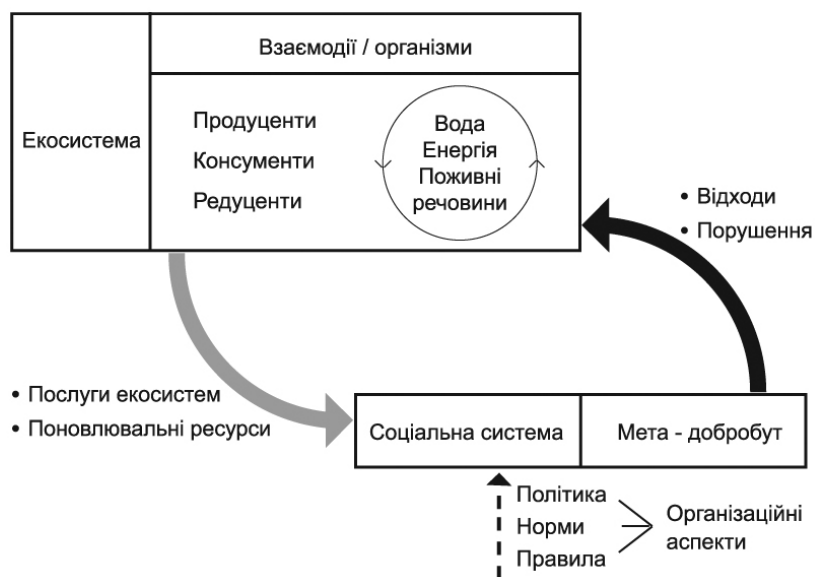 Взаємодії / організми
Екосистема
Продуценти
Консументи
Редуценти
Вода
Енергія
Поживні
речовини
• Відходи
• Порушення
• Послуги екосистем
• Поновлювальні ресурси
Соціальна система
Мета - добробут
Політика
Норми
Правила
Організаційні
аспекти